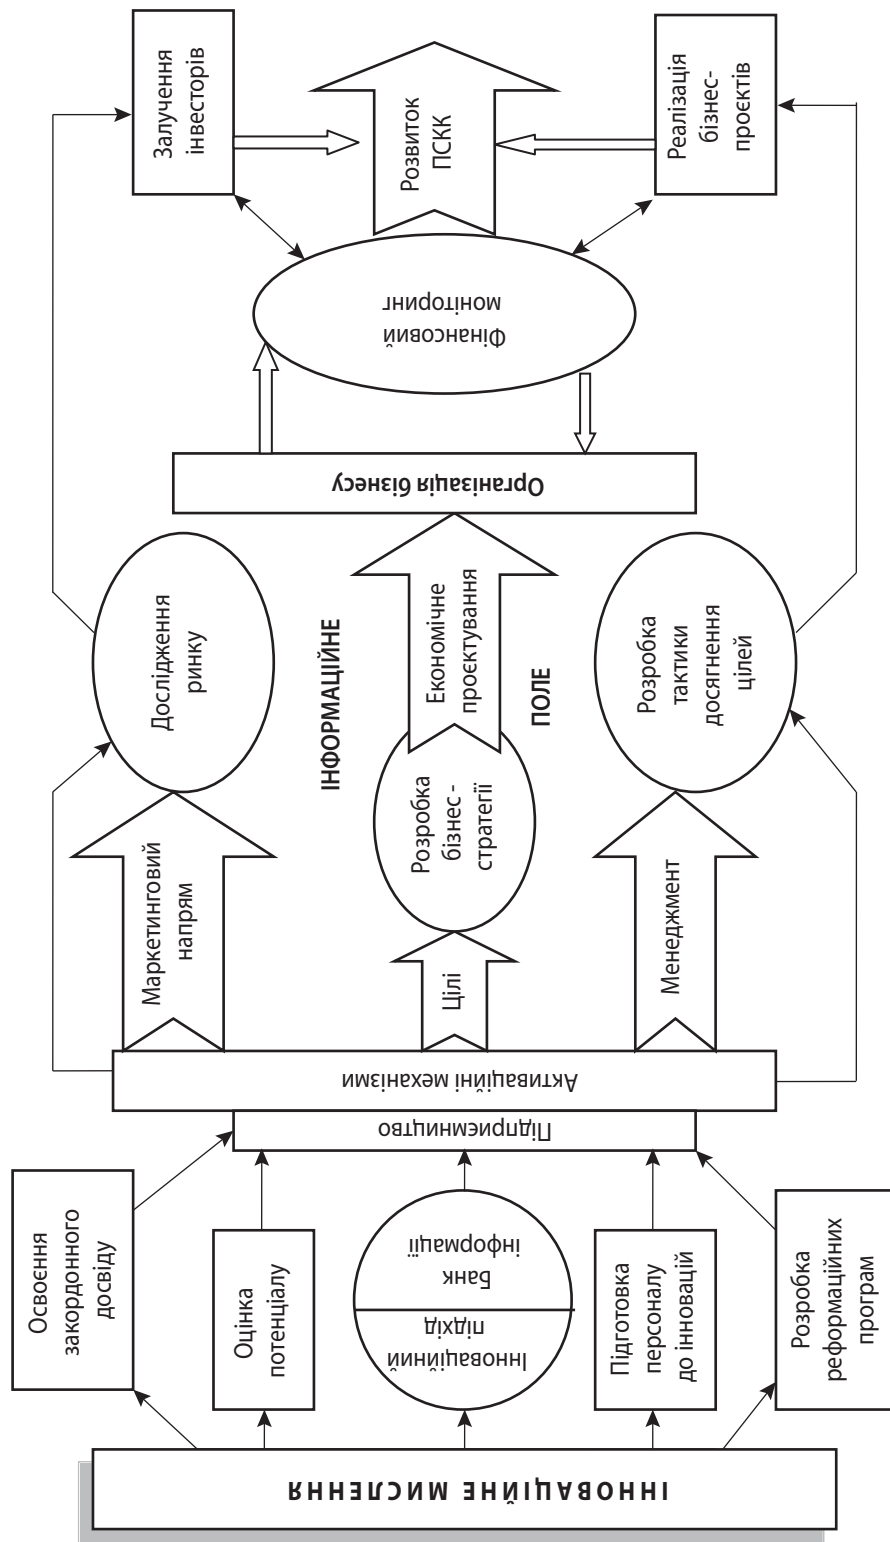 ІННОВАЦІЙНЕ МИСЛЕННЯ
Освоєння
закордонного
досвіду
Оцінка
потенціалу
Інноваційний
підхід
Банк
інформації
Підготовка
персоналу
до інновацій
Розробка
реформаційних
програм
Підприємництво
Активаційні механізми
Маркетинговий
напрям
Цілі
Менеджмент
Дослідження
ринку
ІНФОРМАЦІЙНЕ
Розробка
бізнес -
стратегії
Економічне
проєктування
ПОЛЕ
Розробка
тактики
досягнення
цілей
Організація бізнесу
Фінансовий
моніторинг
Залучення
інвесторів
Розвиток
ПСКК
Реалізація
бізнес-
проєктів